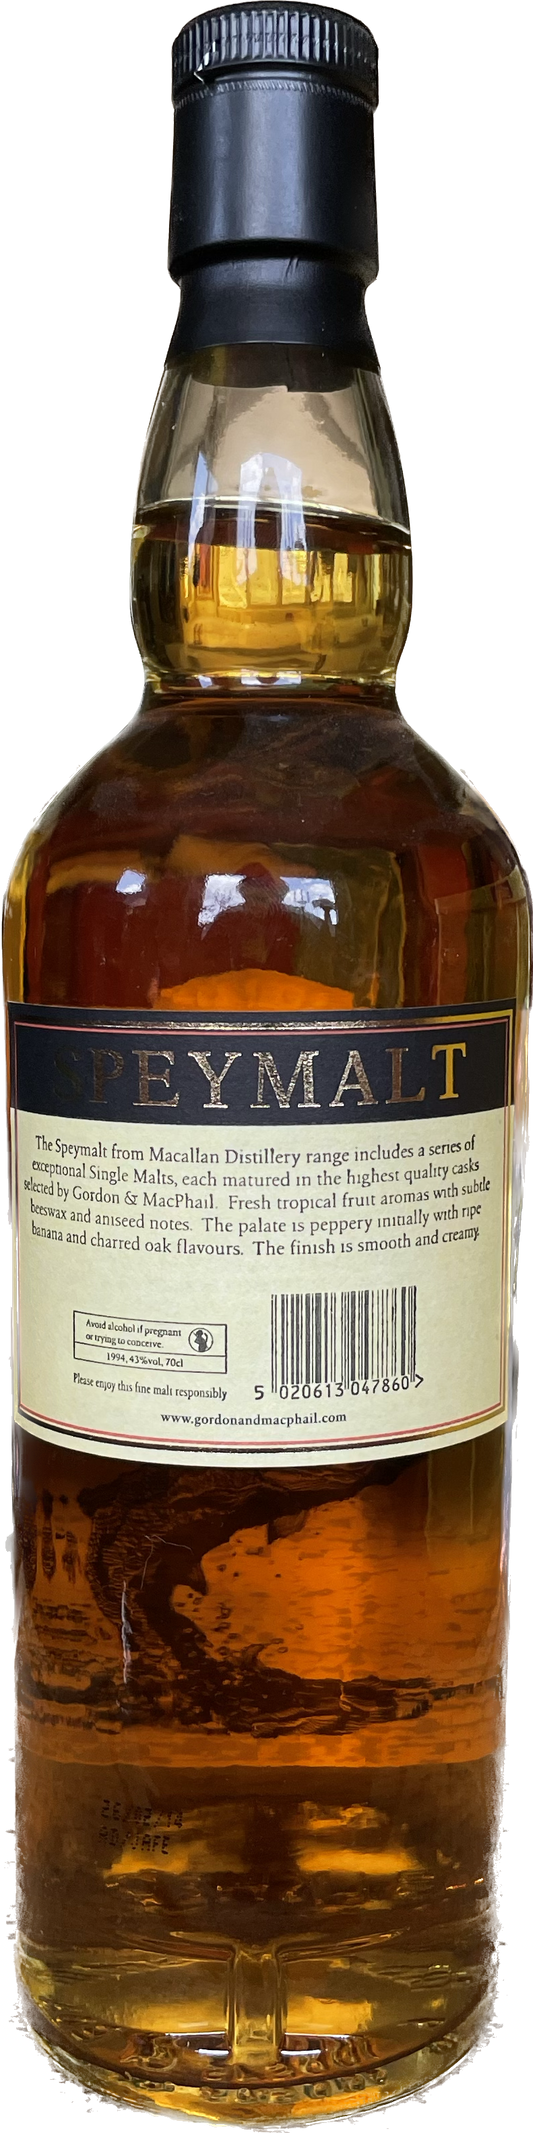 SPEYMALT
The Speymalt from Macallan Distillery range includes a series of
exceptional Single Malts, each matured in the highest quality casks
selected by Gordon & MacPhail. Fresh tropical fruit aromas with subtle
beeswax and aniseed notes. The palate is peppery initially with ripe
banana and charred oak flavours. The finish is smooth and creamy.
Avoid alcohol if pregnant
or trying to conceive.
1994, 43%vol, 70cl
Please enjoy this fine malt responsibly
5 020613 047860 >
www.gordonandmacphail.com